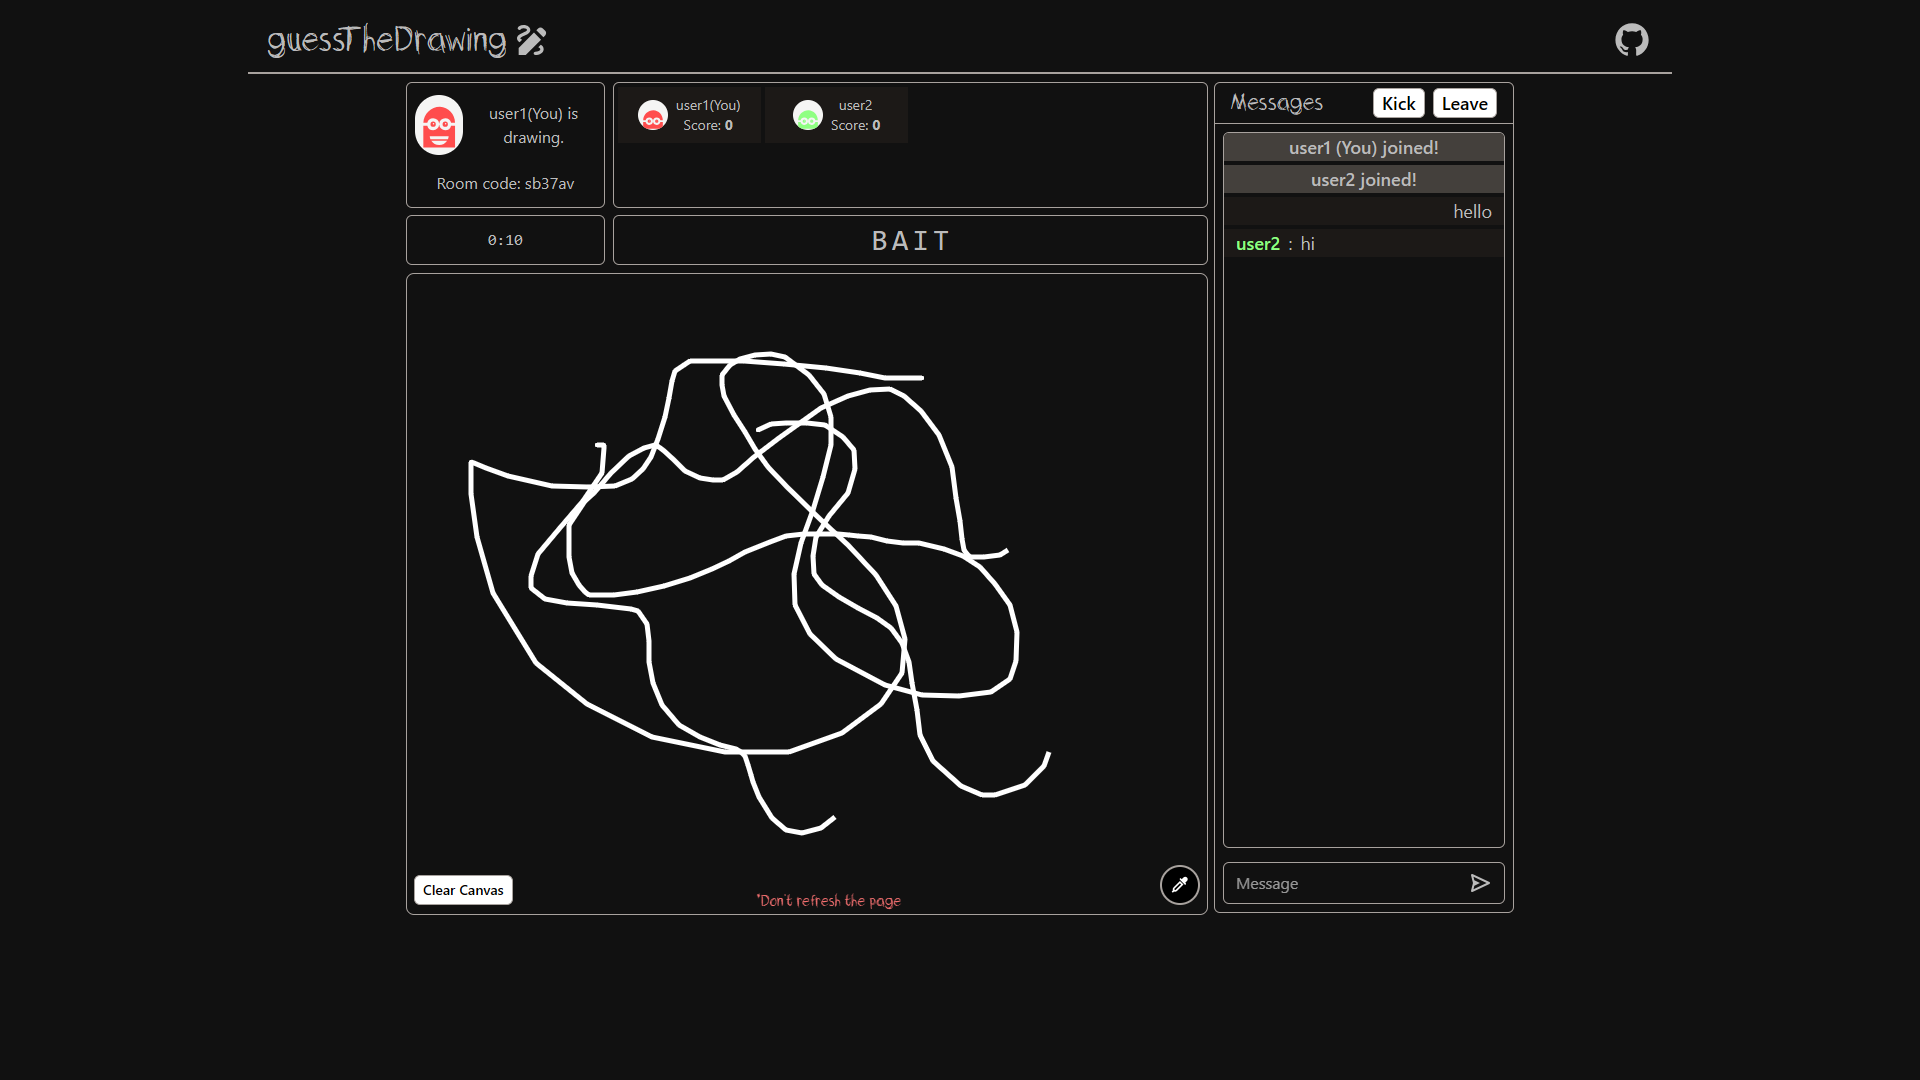 guessTheDrawing
user1(You) is
drawing.
Room code: sb37av
user1(You)
Score: 0
user2
Score: 0
0:10
BAIT
Clear Canvas
*Don't refresh the page
Messages
Kick
Leave
user1 (You) joined!
user2 joined!
hello
user2 : hi
Message